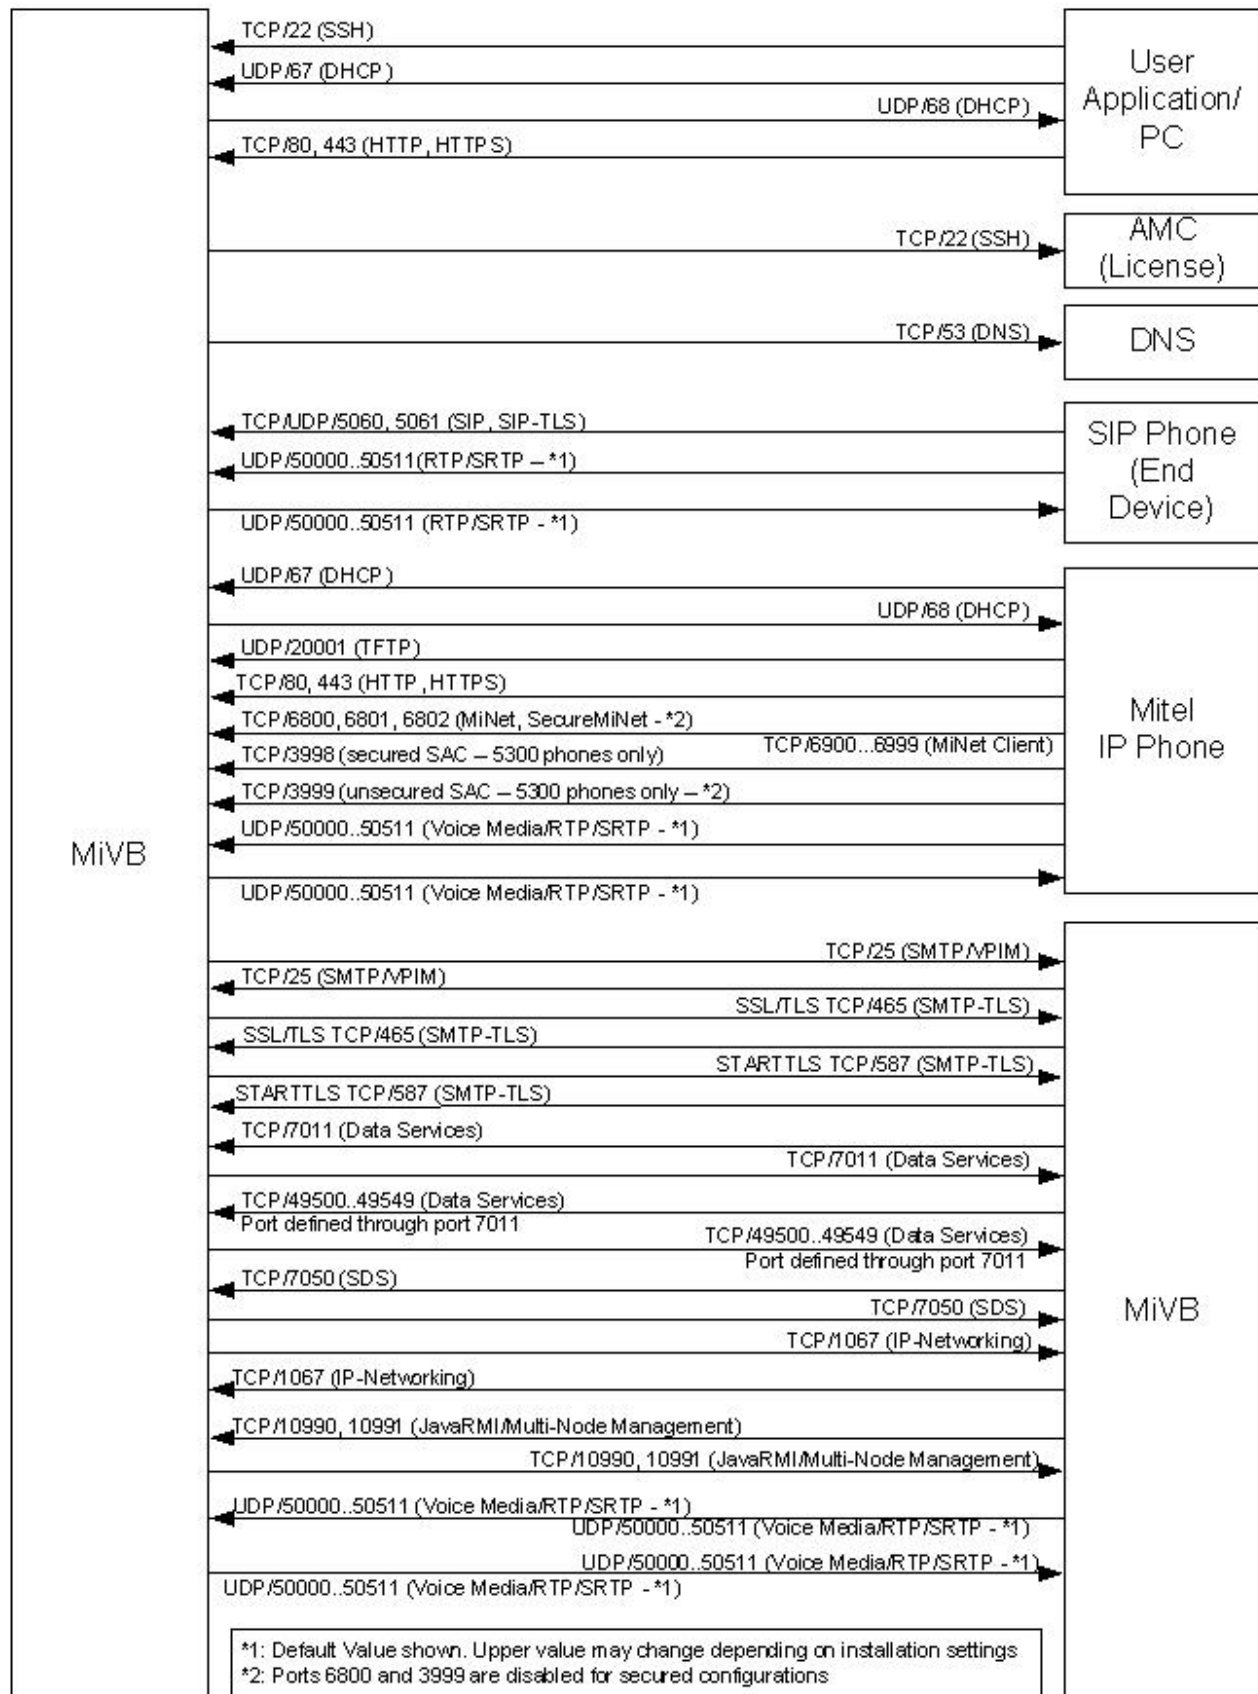 TCP/22 (SSH)
UDP/67 (DHCP)
UDP/68 (DHCP)
TCP/80, 443 (HTTP, HTTPS)
User
Application/
PC
TCP/22 (SSH)
AMC
(License)
TCP/53 (DNS)
DNS
TCP/UDP/5060, 5061 (SIP, SIP-TLS)
UDP/50000..50511(RTP/SRTP – *1)
UDP/50000..50511 (RTP/SRTP - *1)
SIP Phone
(End
Device)
UDP/67 (DHCP)
UDP/68 (DHCP)
UDP/20001 (TFTP)
TCP/80, 443 (HTTP ,HTTPS)
TCP/6800, 6801, 6802 (MiNet, SecureMiNet - *2)
TCP/6900...6999 (MiNet Client)
TCP/3998 (secured SAC – 5300 phones only)
TCP/3999 (unsecured SAC – 5300 phones only – *2)
UDP/50000..50511 (Voice Media/RTP/SRTP - *1)
UDP/50000..50511 (Voice Media/RTP/SRTP - *1)
Mitel
IP Phone
MiVB
TCP/25 (SMTP/VPIM)
TCP/25 (SMTP/VPIM)
SSL/TLS TCP/465 (SMTP-TLS)
SSL/TLS TCP/465 (SMTP-TLS)
STARTTLS TCP/587 (SMTP-TLS)
STARTTLS TCP/587 (SMTP-TLS)
TCP/7011 (Data Services)
TCP/7011 (Data Services)
TCP/49500..49549 (Data Services)
Port defined through port 7011
TCP/49500..49549 (Data Services)
Port defined through port 7011
TCP/7050 (SDS)
TCP/7050 (SDS)
TCP/1067 (IP-Networking)
TCP/1067 (IP-Networking)
TCP/10990, 10991 (JavaRMI/Multi-Node Management)
TCP/10990, 10991 (JavaRMI/Multi-Node Management)
UDP/50000..50511 (Voice Media/RTP/SRTP - *1)
UDP/50000..50511 (Voice Media/RTP/SRTP - *1)
UDP/50000..50511 (Voice Media/RTP/SRTP - *1)
UDP/50000..50511 (Voice Media/RTP/SRTP - *1)
MiVB
*1: Default Value shown. Upper value may change depending on installation settings
*2: Ports 6800 and 3999 are disabled for secured configurations